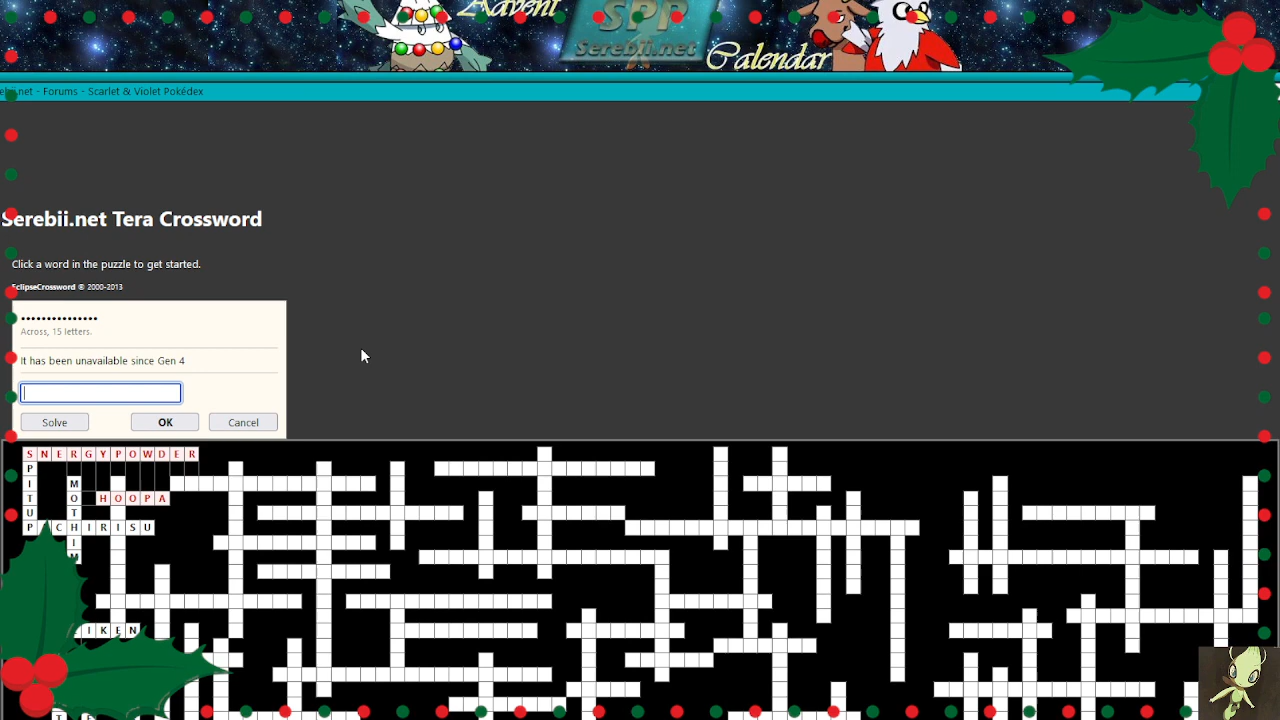 Advent
SPP
Serebii.net
Calendar
.net - Forums - Scarlet & Violet Pokédex
Serebii.net Tera Crossword
Click a word in the puzzle to get started.
EclipseCrossword © 2000-2013
•••••••••••••••
Across, 15 letters.
It has been unavailable since Gen 4
Solve
OK
Cancel
SNERGYPOWDER
P
I M
T O HOOPA
U T
P CHIRISU
I
M
IKEN